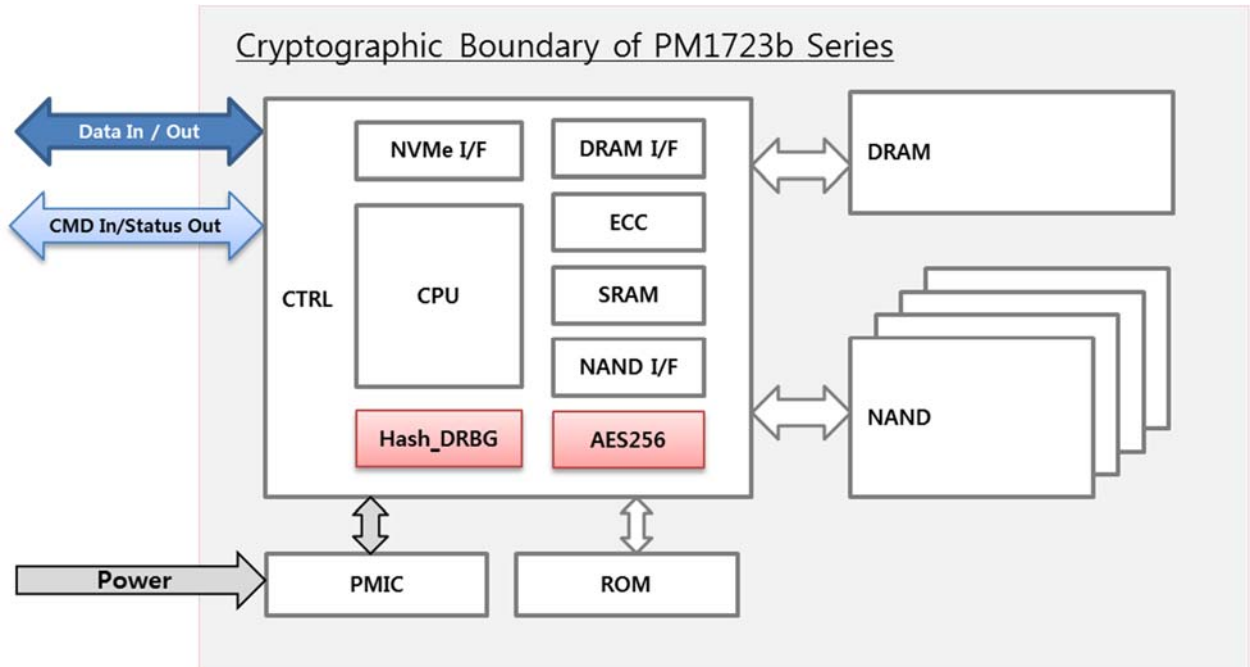 Cryptographic Boundary of PM1723b Series
Data In / Out
CMD In/Status Out
CTRL
NVMe I/F
CPU
Hash_DRBG
DRAM I/F
ECC
SRAM
NAND I/F
AES256
DRAM
NAND
Power
PMIC
ROM